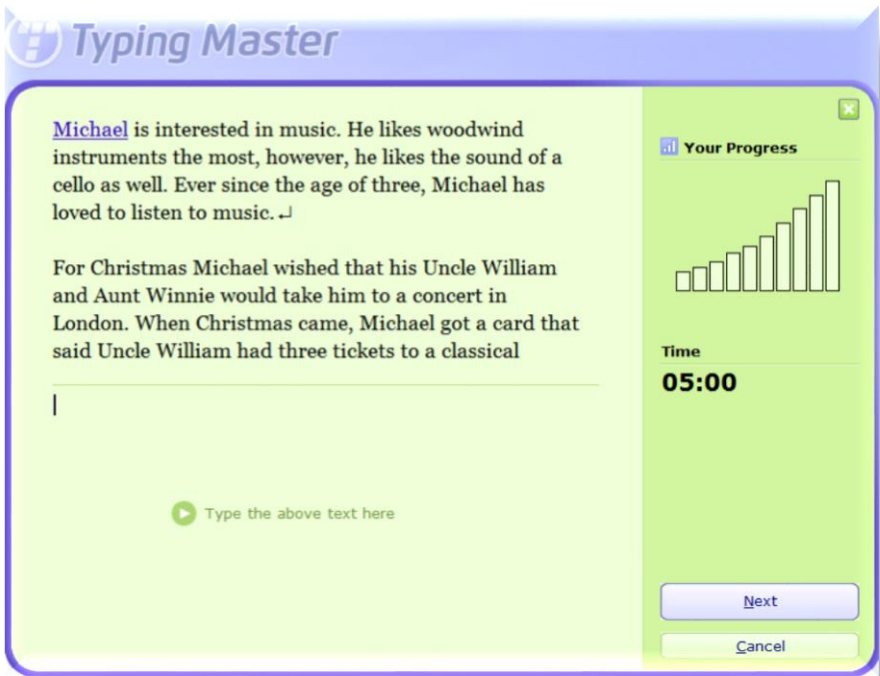 Typing Master
Michael is interested in music. He likes woodwind
instruments the most, however, he likes the sound of a
cello as well. Ever since the age of three, Michael has
loved to listen to music.↵
For Christmas Michael wished that his Uncle William
and Aunt Winnie would take him to a concert in
London. When Christmas came, Michael got a card that
said Uncle William had three tickets to a classical
Type the above text here
Your Progress
Time
05:00
Next
Cancel